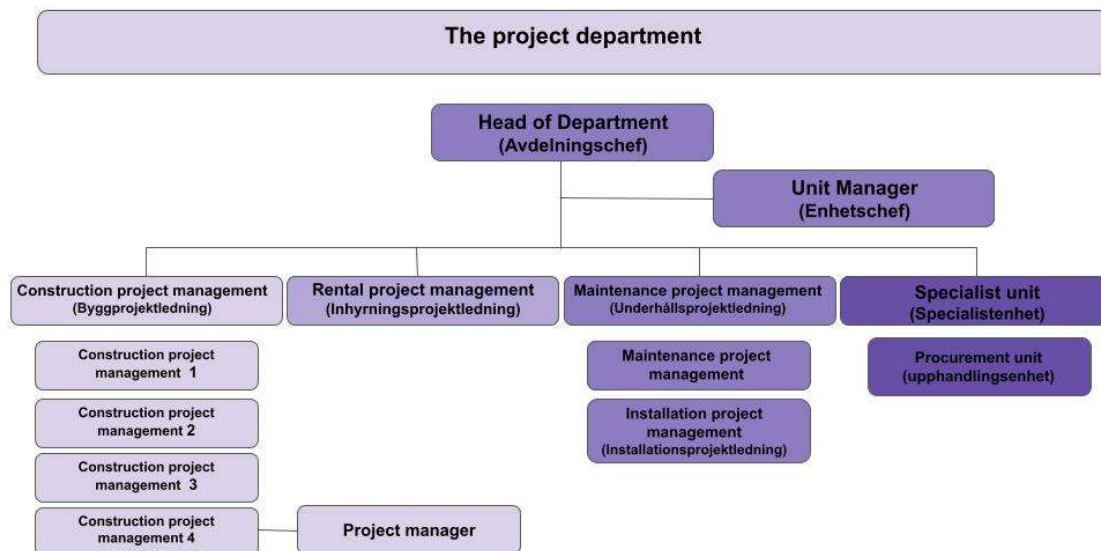 The project department
Head of Department
(Avdelningschef)
Unit Manager
(Enhetschef)
Construction project management
(Byggprojektledning)
Rental project management
(Inhyrningsprojektledning)
Maintenance project management
(Underhållsprojektledning)
Specialist unit
(Specialistenhet)
Construction project
management 1
Construction project
management 2
Construction project
management 3
Construction project
management 4
Project manager
Maintenance project
management
Installation project
management
(Installationsprojektledning)
Procurement unit
(upphandlingsenhet)